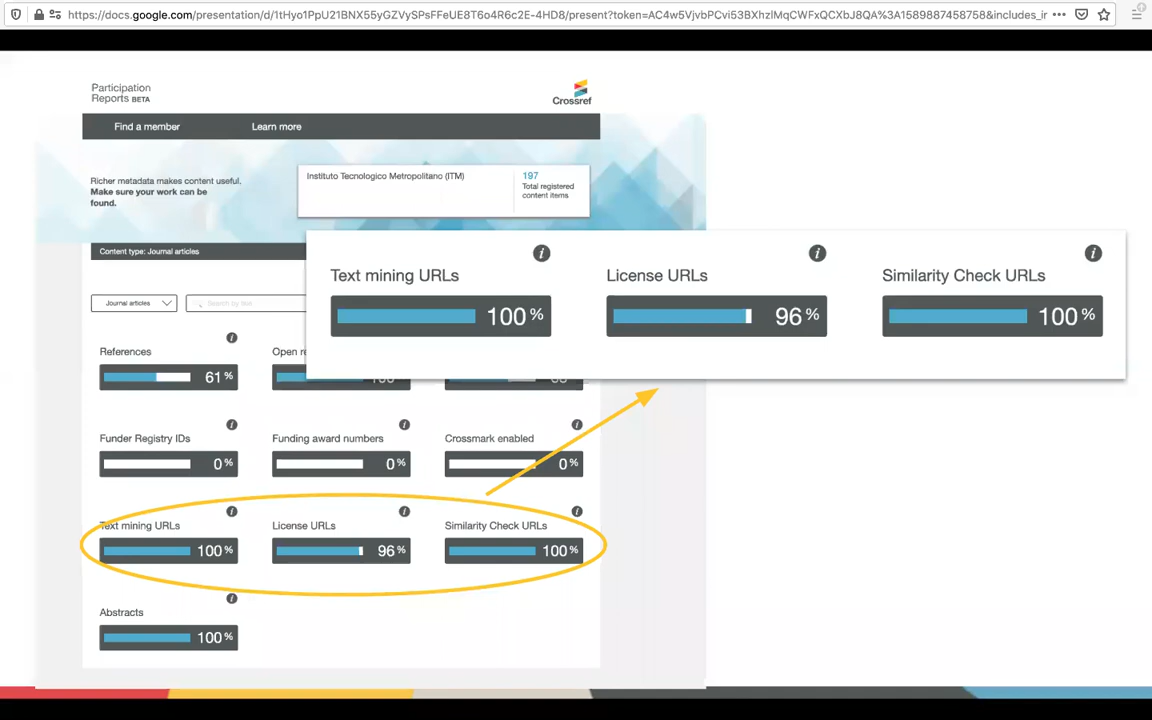 https://docs.google.com/presentation/d/1tHyo1PpU21BNX55yGZVySPsFFeUE8T6o4R6c2E-4HD8/present?token=AC4w5VjvbPCvi53BXhzlMqCWFxQCXbJ8QA%3A1589887458758&includes_ir
Participation
Reports BETA
Crossref
Find a member
Learn more
Richer metadata makes content useful.
Make sure your work can be
found.
Instituto Tecnologico Metropolitano (ITM)
197
Total registered
content items
Content type: Journal articles
Text mining URLs
License URLs
Similarity Check URLs
100 %
96 %
100 %
Journal articles
Search by title
References
Open re
61 %
Funder Registry IDs
Funding award numbers
Crossmark enabled
0 %
0 %
0 %
Text mining URLs
License URLs
Similarity Check URLs
100 %
96 %
100 %
Abstracts
100 %